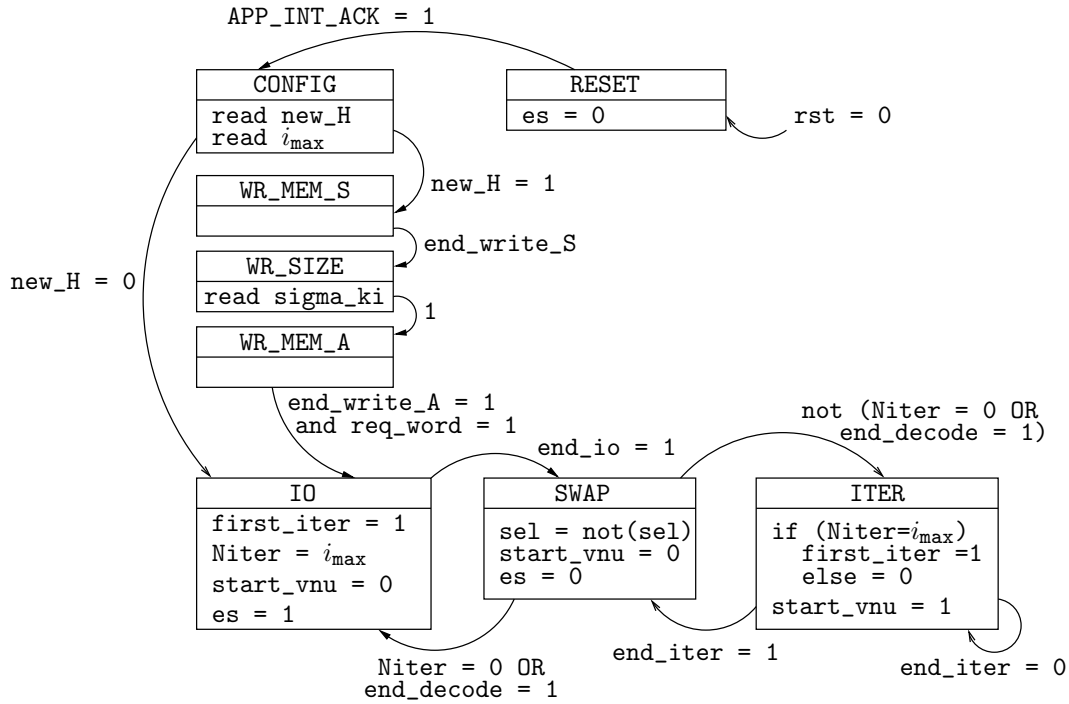 APP_INT_ACK = 1
CONFIG
read new_H
read imax
RESET
es = 0
rst = 0
new_H = 1
WR_MEM_S
end_write_S
WR_SIZE
read sigma_ki
1
WR_MEM_A
new_H = 0
end_write_A = 1
and req_word = 1
end_io = 1
not (Niter = 0 OR
end_decode = 1)
IO
first_iter = 1
Niter = imax
start_vnu = 0
es = 1
SWAP
sel = not(sel)
start_vnu = 0
es = 0
ITER
if (Niter=imax)
first_iter =1
else = 0
start_vnu = 1
end_iter = 1
end_iter = 0
Niter = 0 OR
end_decode = 1